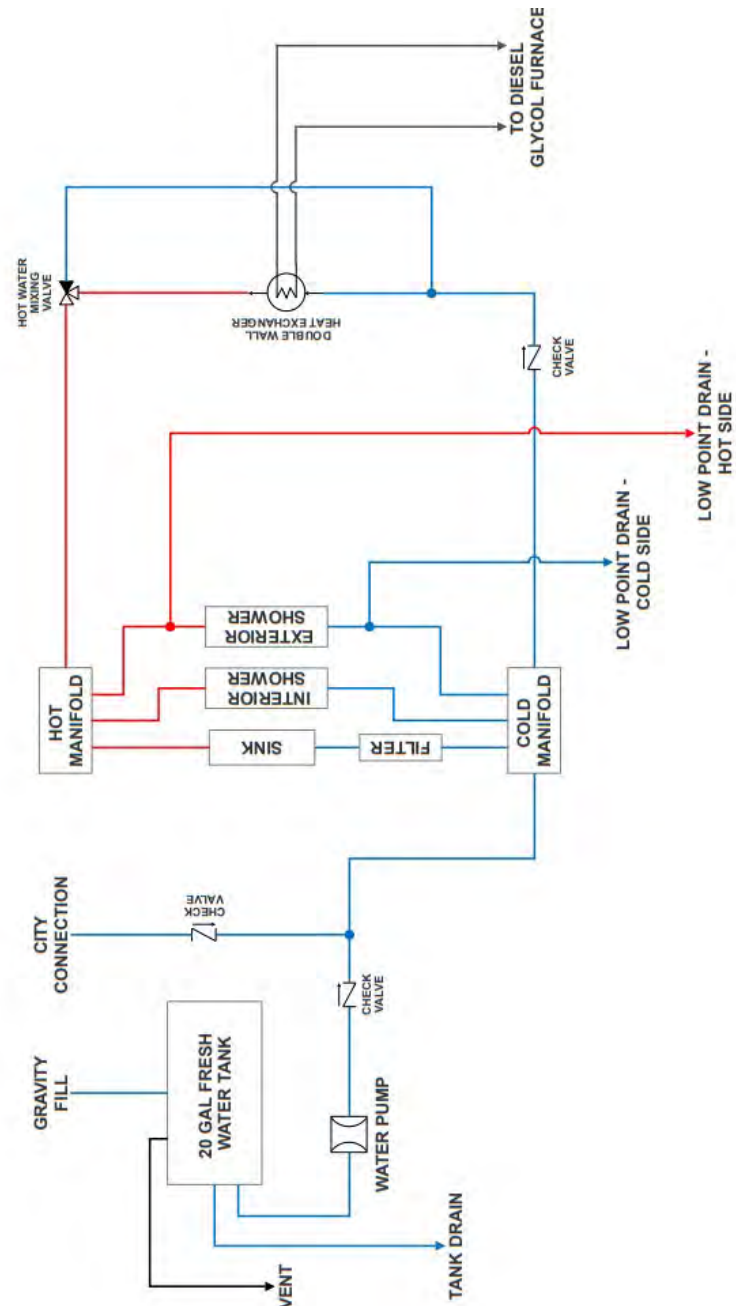 TO DIESEL
GLYCOL FURNACE
HOT WATER
MIXING
VALVE
DOUBLE WALL
HEAT EXCHANGER
CHECK
VALVE
LOW POINT DRAIN -
HOT SIDE
LOW POINT DRAIN -
COLD SIDE
EXTERIOR
SHOWER
INTERIOR
SHOWER
HOT
MANIFOLD
SINK
FILTER
COLD
MANIFOLD
CITY
CONNECTION
CHECK
VALVE
CHECK
VALVE
GRAVITY
FILL
20 GAL FRESH
WATER TANK
WATER PUMP
TANK DRAIN
VENT